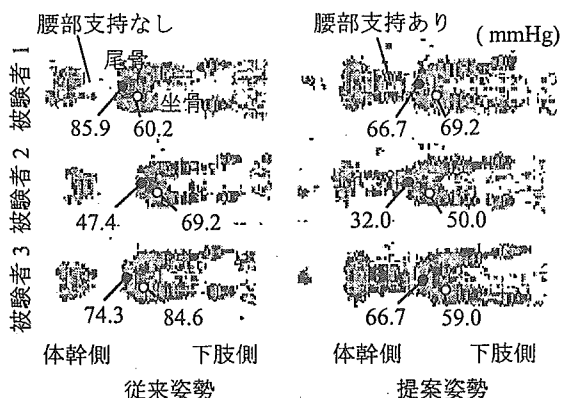 腰部支持なし 腰部支持あり (mmHg)
尾骨
坐骨
被験者 1
85.9 60.2 66.7 69.2
被験者 2
47.4 69.2 32.0 50.0
被験者 3
74.3 84.6 66.7 59.0
体幹側 下肢側 体幹側 下肢側
従来姿勢 提案姿勢